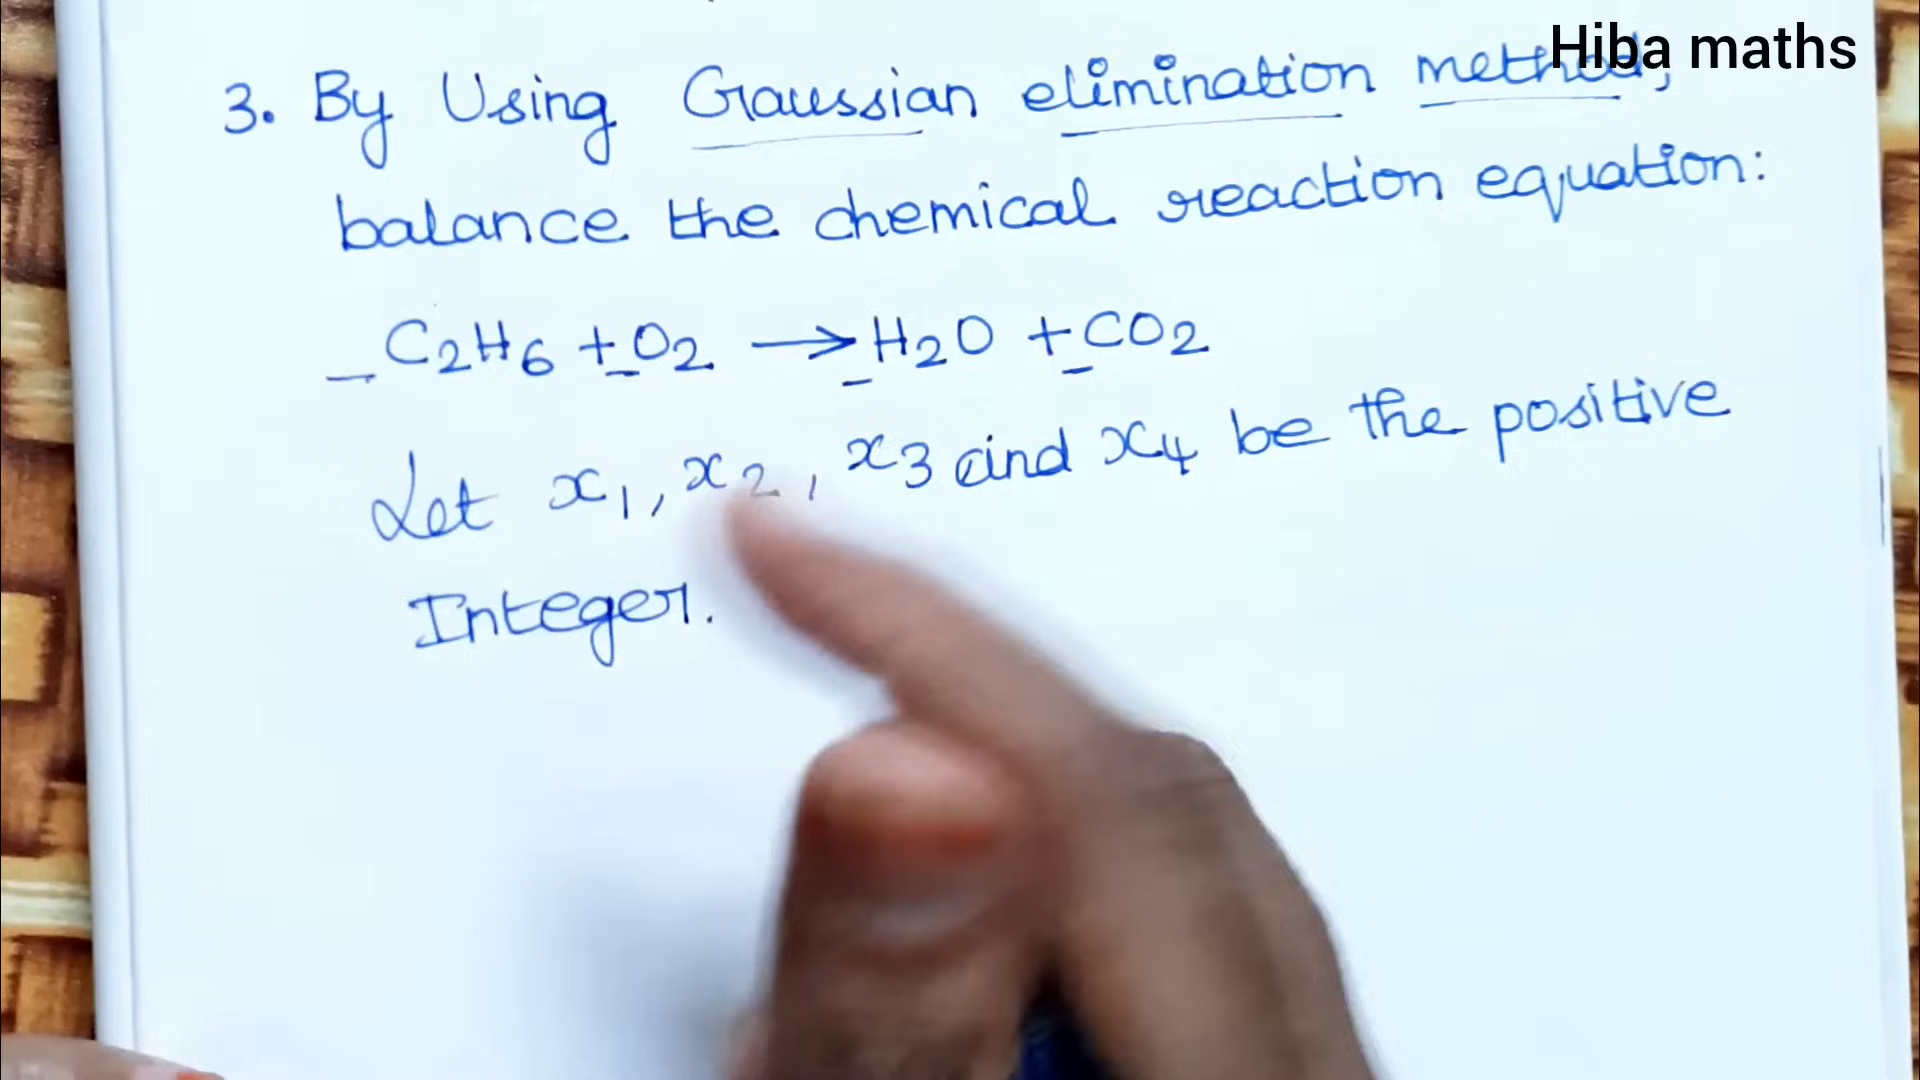 Hiba maths
3. By Using Gaussian elimination method,
balance the chemical reaction equation:
_C2H6 + _O2 → _H2O + _CO2
Let x1, x2, x3 and x4 be the positive
Integer.